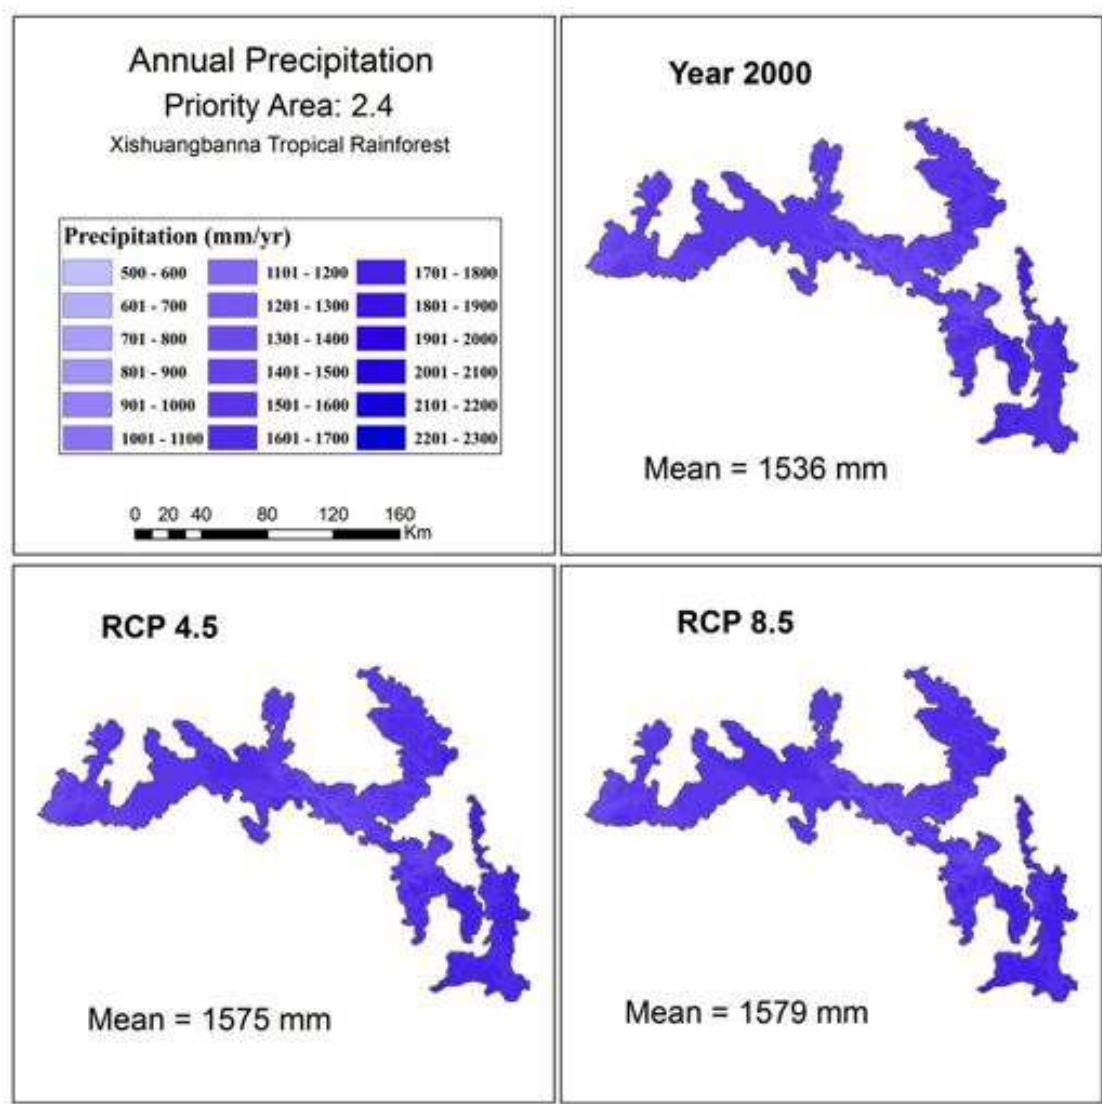 Annual Precipitation
Priority Area: 2.4
Xishuangbanna Tropical Rainforest
Precipitation (mm/yr)
500 - 600 1101 - 1200 1701 - 1800
601 - 700 1201 - 1300 1801 - 1900
701 - 800 1301 - 1400 1901 - 2000
801 - 900 1401 - 1500 2001 - 2100
901 - 1000 1501 - 1600 2101 - 2200
1001 - 1100 1601 - 1700 2201 - 2300
0 20 40 80 120 160
Km
Year 2000
Mean = 1536 mm
RCP 4.5
Mean = 1575 mm
RCP 8.5
Mean = 1579 mm